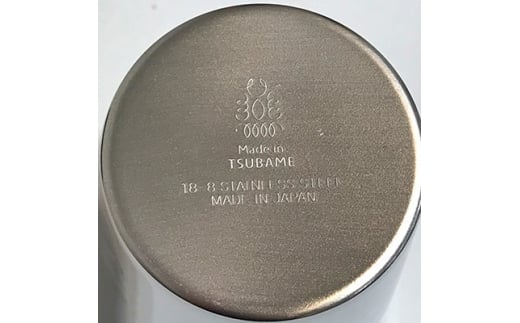 Made in
TSUBAME
18-8 STAINLESS STEEL
MADE IN JAPAN